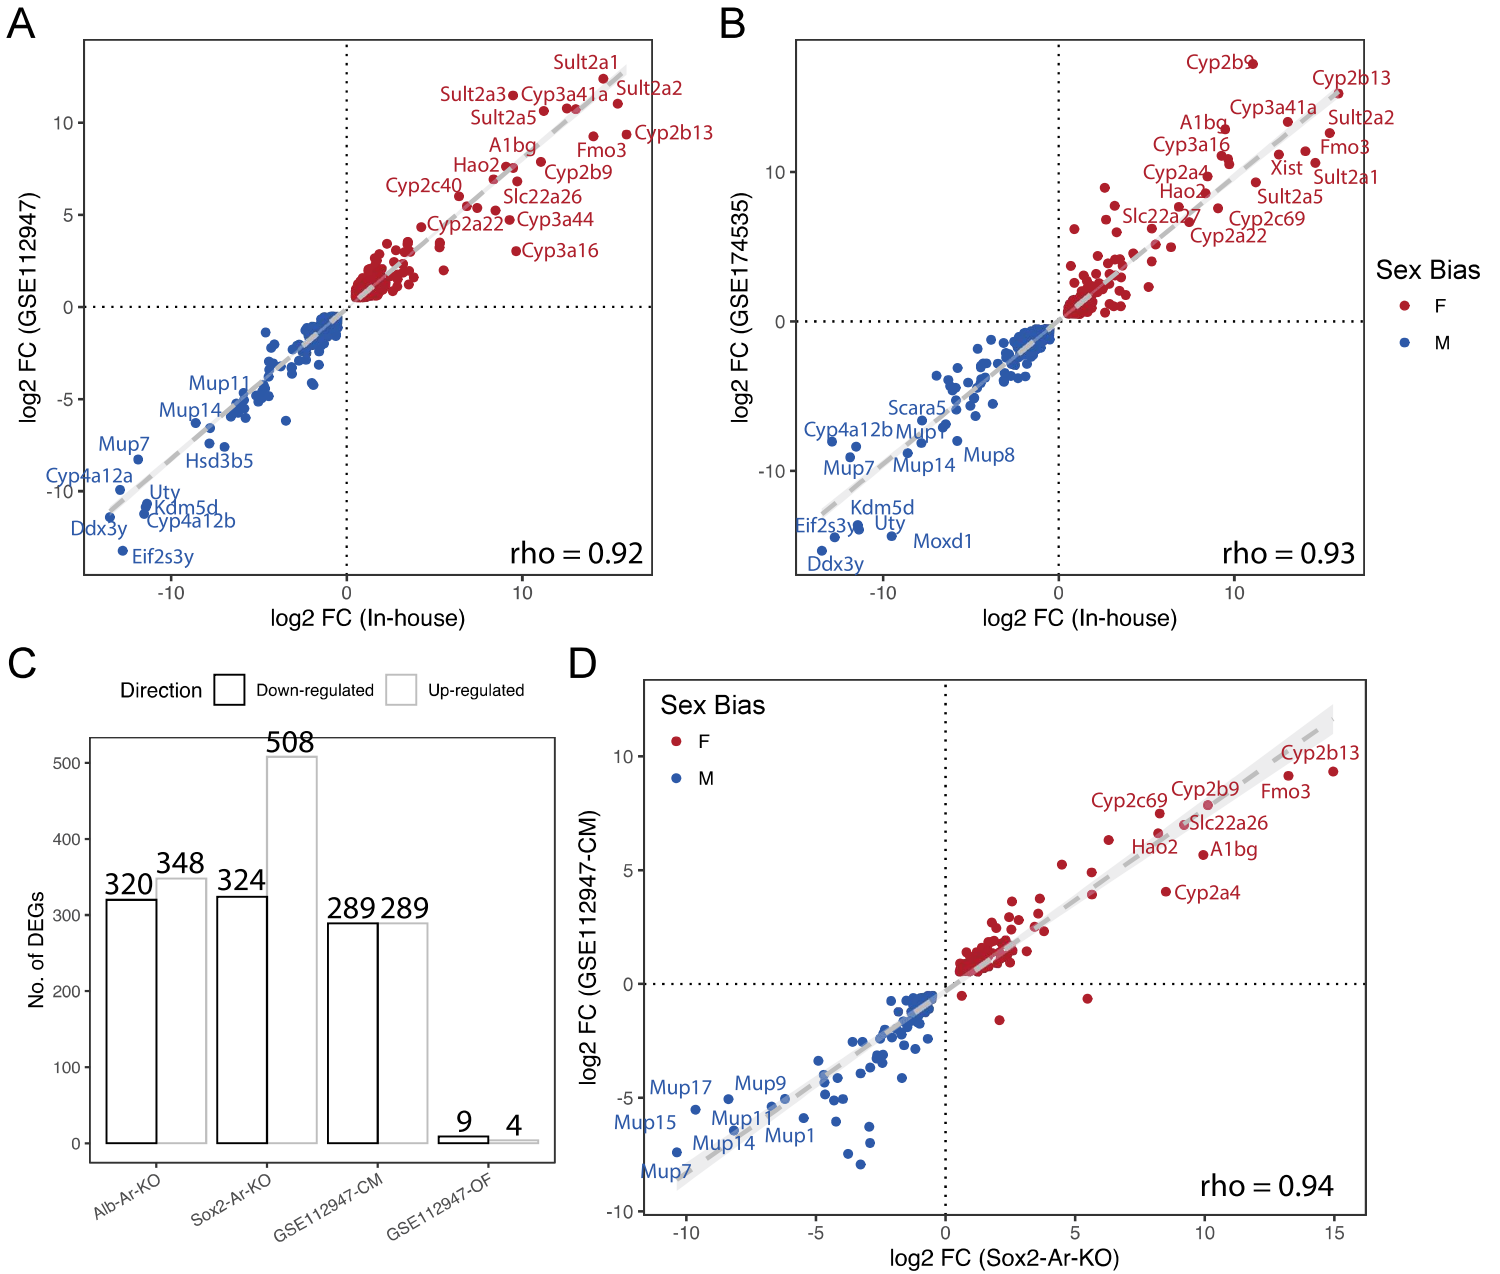 A
Sult2a1
Sult2a3
Cyp3a41a
Sult2a2
Sult2a5
Cyp2b13
A1bg
Fmo3
Hao2
Cyp2b9
Cyp2c40
Slc22a26
Cyp2a22
Cyp3a44
Cyp3a16
Mup11
Mup14
Mup7
Hsd3b5
Cyp4a12a
Uty
Kdm5d
Cyp4a12b
Ddx3y
Eif2s3y
rho = 0.92
10
5
0
-5
-10
-10 0 10
log2 FC (GSE112947)
log2 FC (In-house)
B
Cyp2b9
Cyp2b13
Cyp3a41a
A1bg
Sult2a2
Cyp3a16
Fmo3
Xist
Cyp2a4
Sult2a1
Hao2
Sult2a5
Slc22a27
Cyp2c69
Cyp2a22
Scara5
Cyp4a12b
Mup1
Mup7
Mup14
Mup8
Kdm5d
Eif2s3y
Uty
Moxd1
Ddx3y
rho = 0.93
10
0
-10
-10 0 10
log2 FC (GSE174535)
log2 FC (In-house)
Sex Bias
F
M
C
Direction Down-regulated Up-regulated
508
320 348 324 289 289 9 4
500
400
300
200
100
0
No. of DEGs
Alb-Ar-KO
Sox2-Ar-KO
GSE112947-CM
GSE112947-OF
D
Sex Bias
F
M
Cyp2b13
Cyp2b9
Fmo3
Cyp2c69
Slc22a26
Hao2
A1bg
Cyp2a4
Mup17
Mup9
Mup15
Mup11
Mup14
Mup1
Mup7
rho = 0.94
10
5
0
-5
-10
-10 -5 0 5 10 15
log2 FC (GSE112947-CM)
log2 FC (Sox2-Ar-KO)